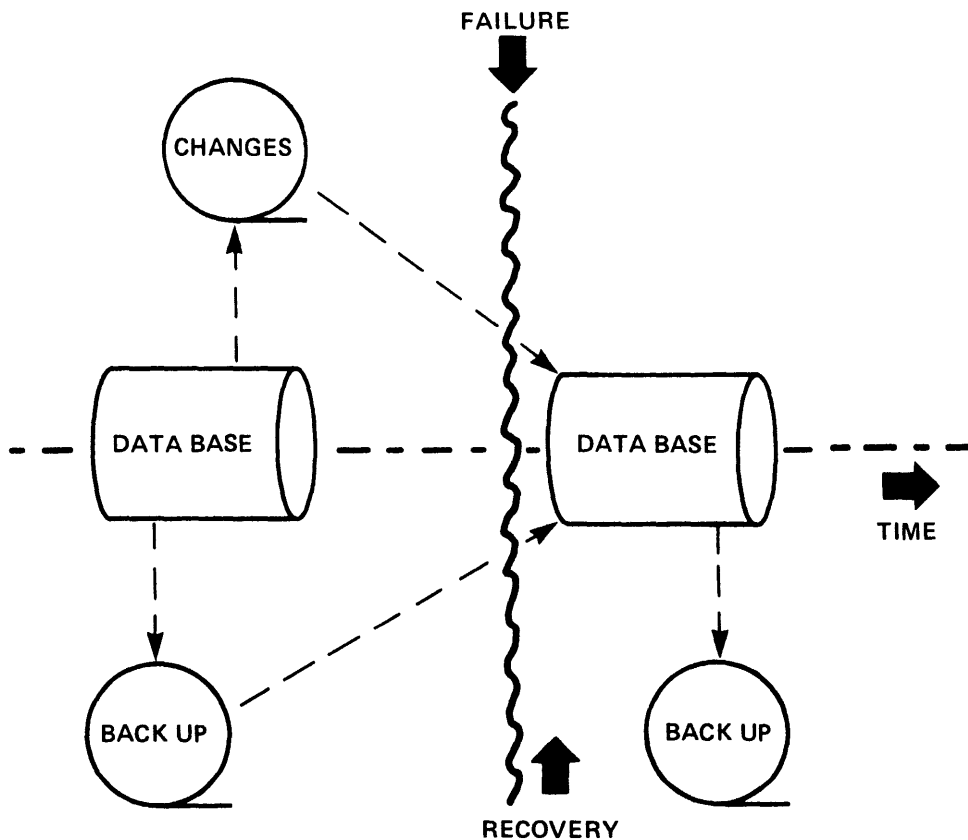 FAILURE
CHANGES
DATA BASE
DATA BASE
TIME
BACK UP
BACK UP
RECOVERY